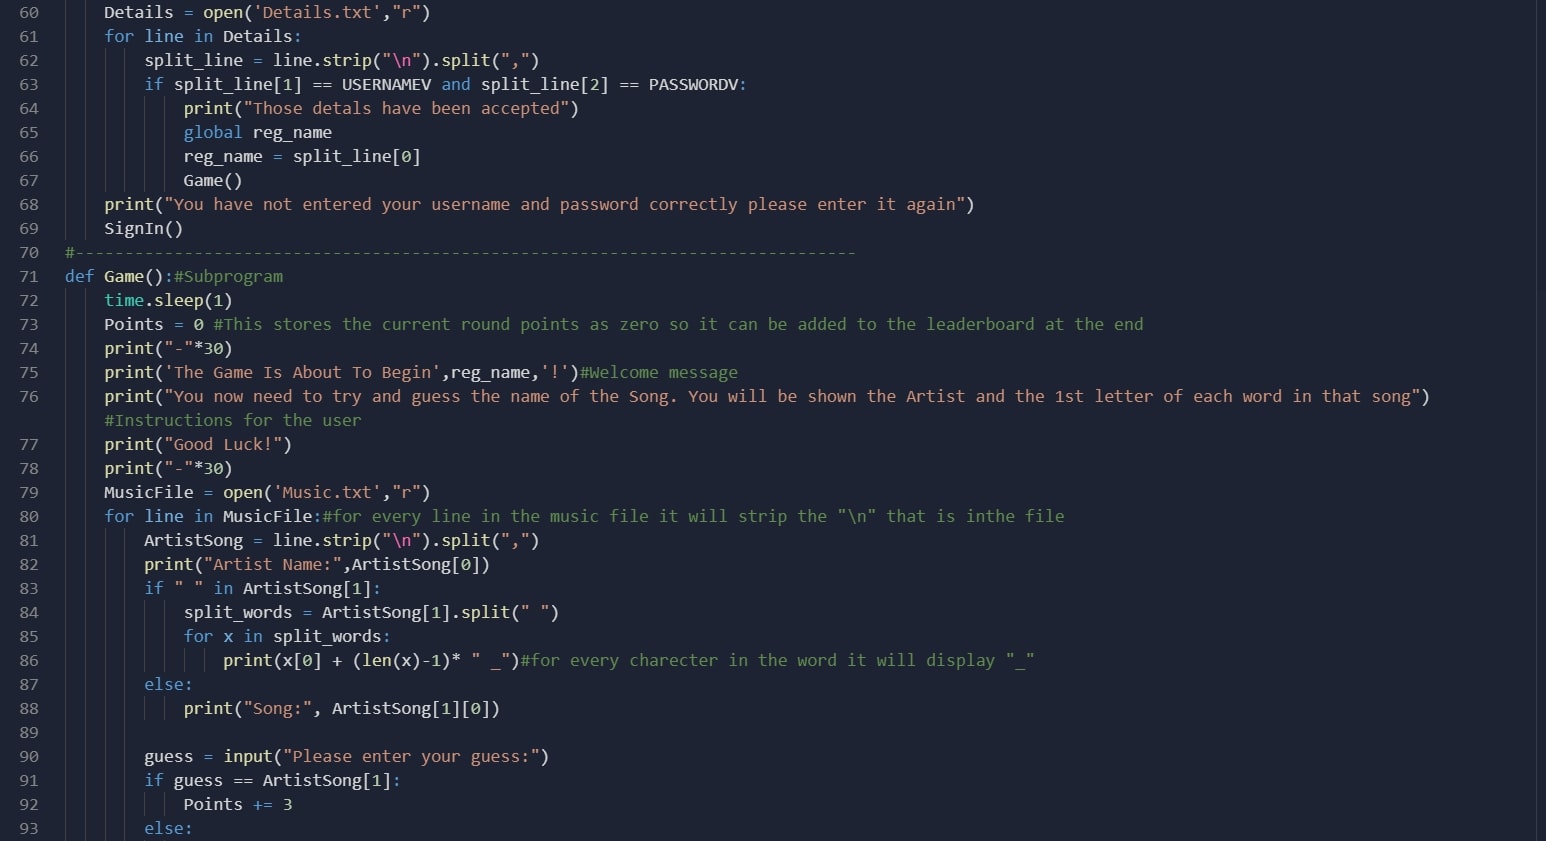 60 Details = open('Details.txt',"r")
61 for line in Details:
62 split_line = line.strip("\n").split(",")
63 if split_line[1] == USERNAMEV and split_line[2] == PASSWORDV:
64 print("Those detals have been accepted")
65 global reg_name
66 reg_name = split_line[0]
67 Game()
68 print("You have not entered your username and password correctly please enter it again")
69 SignIn()
70 #-------------------------------------------------------------------------------
71 def Game():#Subprogram
72 time.sleep(1)
73 Points = 0 #This stores the current round points as zero so it can be added to the leaderboard at the end
74 print("-"*30)
75 print('The Game Is About To Begin',reg_name,'!')#Welcome message
76 print("You now need to try and guess the name of the Song. You will be shown the Artist and the 1st letter of each word in that song")
#Instructions for the user
77 print("Good Luck!")
78 print("-"*30)
79 MusicFile = open('Music.txt',"r")
80 for line in MusicFile:#for every line in the music file it will strip the "\n" that is inthe file
81 ArtistSong = line.strip("\n").split(",")
82 print("Artist Name:",ArtistSong[0])
83 if " " in ArtistSong[1]:
84 split_words = ArtistSong[1].split(" ")
85 for x in split_words:
86 print(x[0] + (len(x)-1)* " _")#for every charecter in the word it will display "_"
87 else:
88 print("Song:", ArtistSong[1][0])
89
90 guess = input("Please enter your guess:")
91 if guess == ArtistSong[1]:
92 Points += 3
93 else: